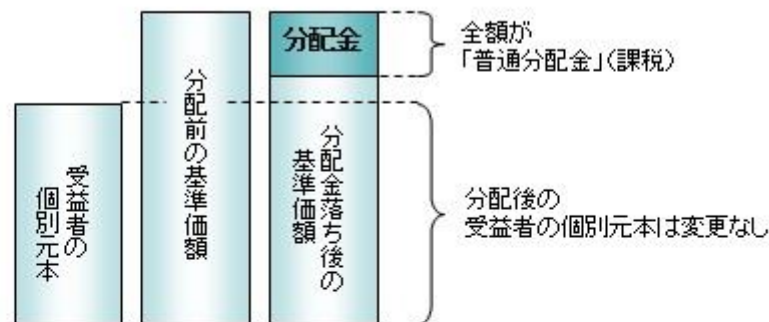 受益者の
個別元本
分配前の基準価額
分配金
分配金落ち後の
基準価額
全額が
「普通分配金」(課税)
分配後の
受益者の個別元本は変更なし